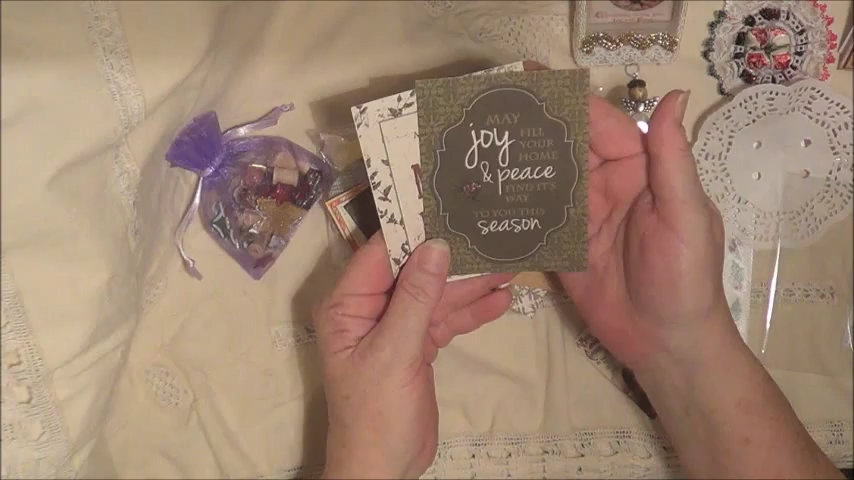 MAY
joy FILL
YOUR
HOME
& peace
FIND IT'S
WAY
TO YOU THIS
season